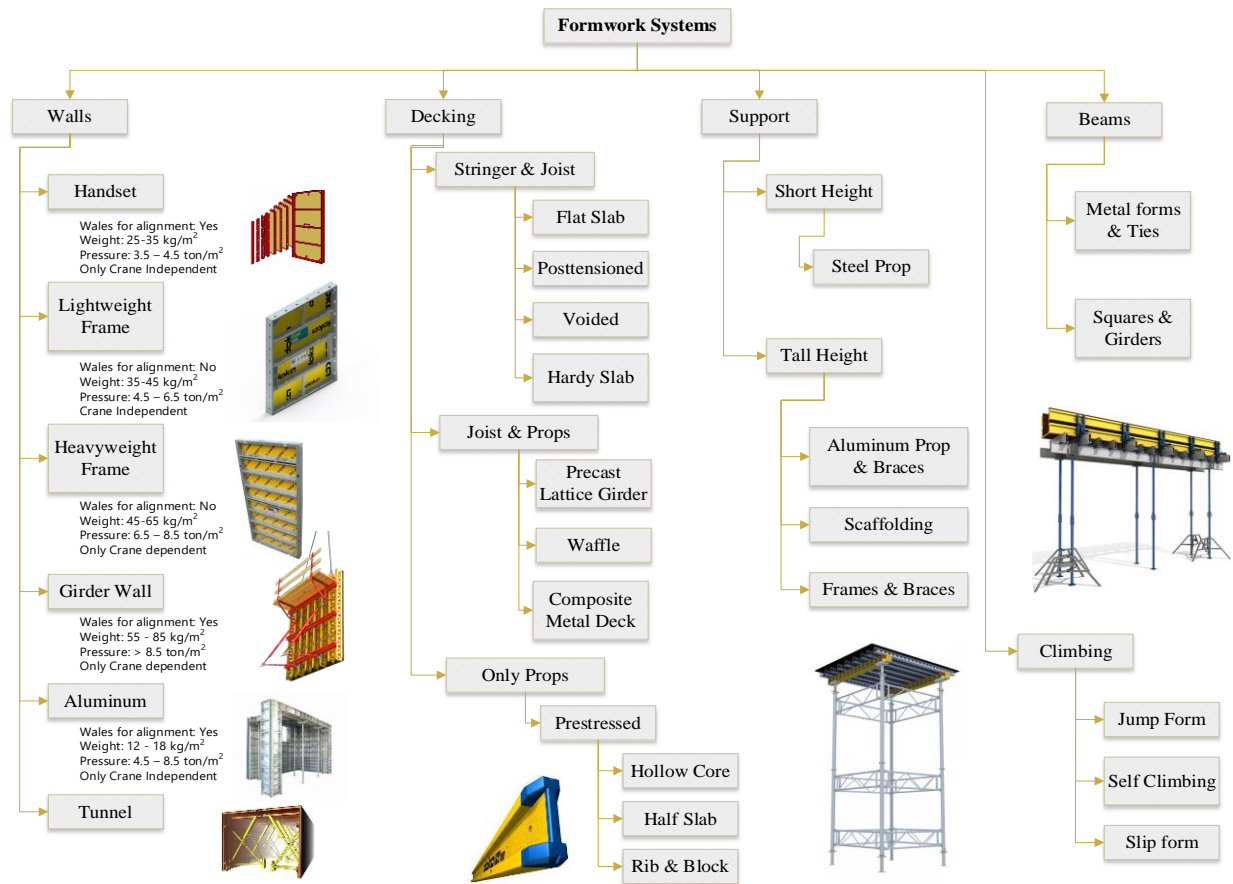 Formwork Systems
Walls
Handset
Wales for alignment: Yes
Weight: 25-35 kg/m²
Pressure: 3.5 – 4.5 ton/m²
Only Crane Independent
Lightweight
Frame
Wales for alignment: No
Weight: 35-45 kg/m²
Pressure: 4.5 – 6.5 ton/m²
Crane Independent
Heavyweight
Frame
Wales for alignment: No
Weight: 45-65 kg/m²
Pressure: 6.5 – 8.5 ton/m²
Only Crane dependent
Girder Wall
Wales for alignment: Yes
Weight: 55 - 85 kg/m²
Pressure: > 8.5 ton/m²
Only Crane dependent
Aluminum
Wales for alignment: Yes
Weight: 12 - 18 kg/m²
Pressure: 4.5 – 8.5 ton/m²
Only Crane Independent
Tunnel
Decking
Stringer & Joist
Flat Slab
Posttensioned
Voided
Hardy Slab
Joist & Props
Precast
Lattice Girder
Waffle
Composite
Metal Deck
Only Props
Prestressed
Hollow Core
Half Slab
Rib & Block
Support
Short Height
Steel Prop
Tall Height
Aluminum Prop
& Braces
Scaffolding
Frames & Braces
Beams
Metal forms
& Ties
Squares &
Girders
Climbing
Jump Form
Self Climbing
Slip form